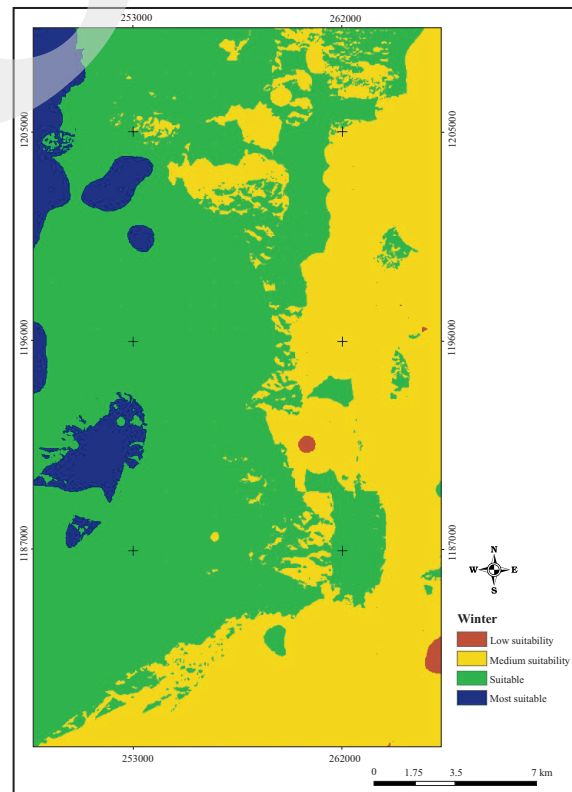 253000 262000
1205000 1205000
1196000 1196000
1187000 1187000
N
W E
S
Winter
Low suitability
Medium suitability
Suitable
Most suitable
253000 262000
0 1.75 3.5 7 km